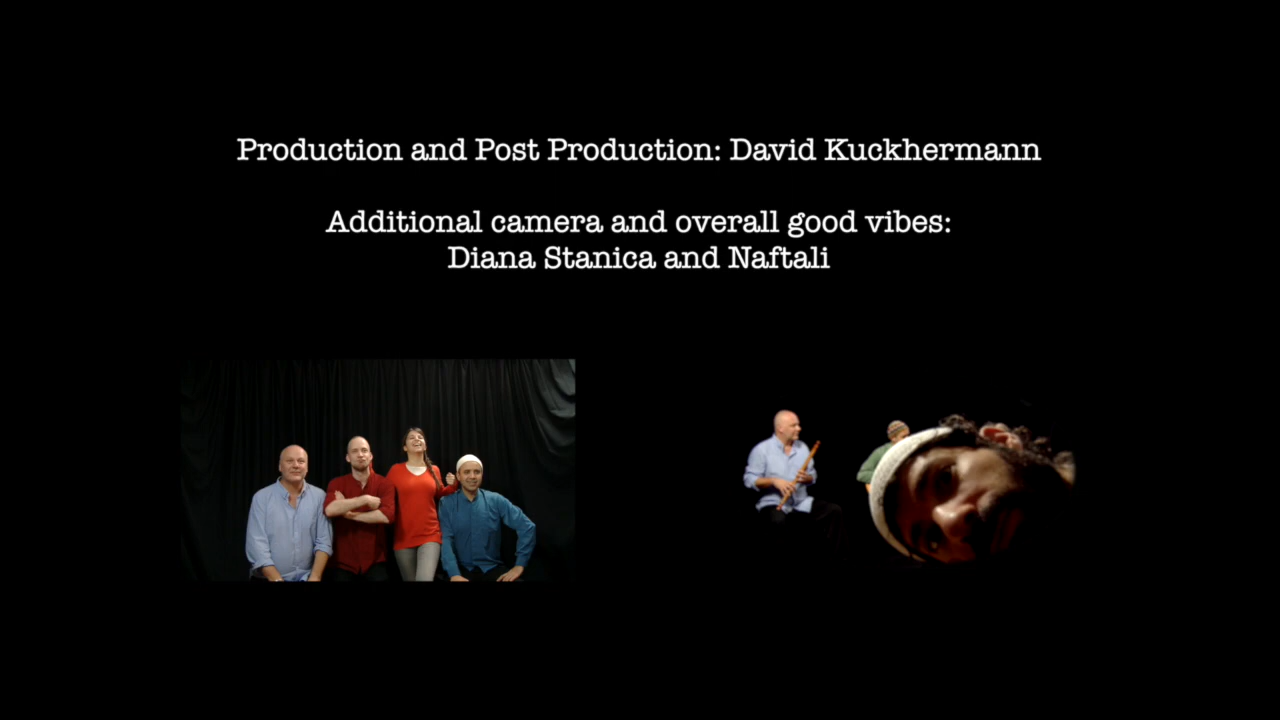 Production and Post Production: David Kuckhermann
Additional camera and overall good vibes:
Diana Stanica and Naftali